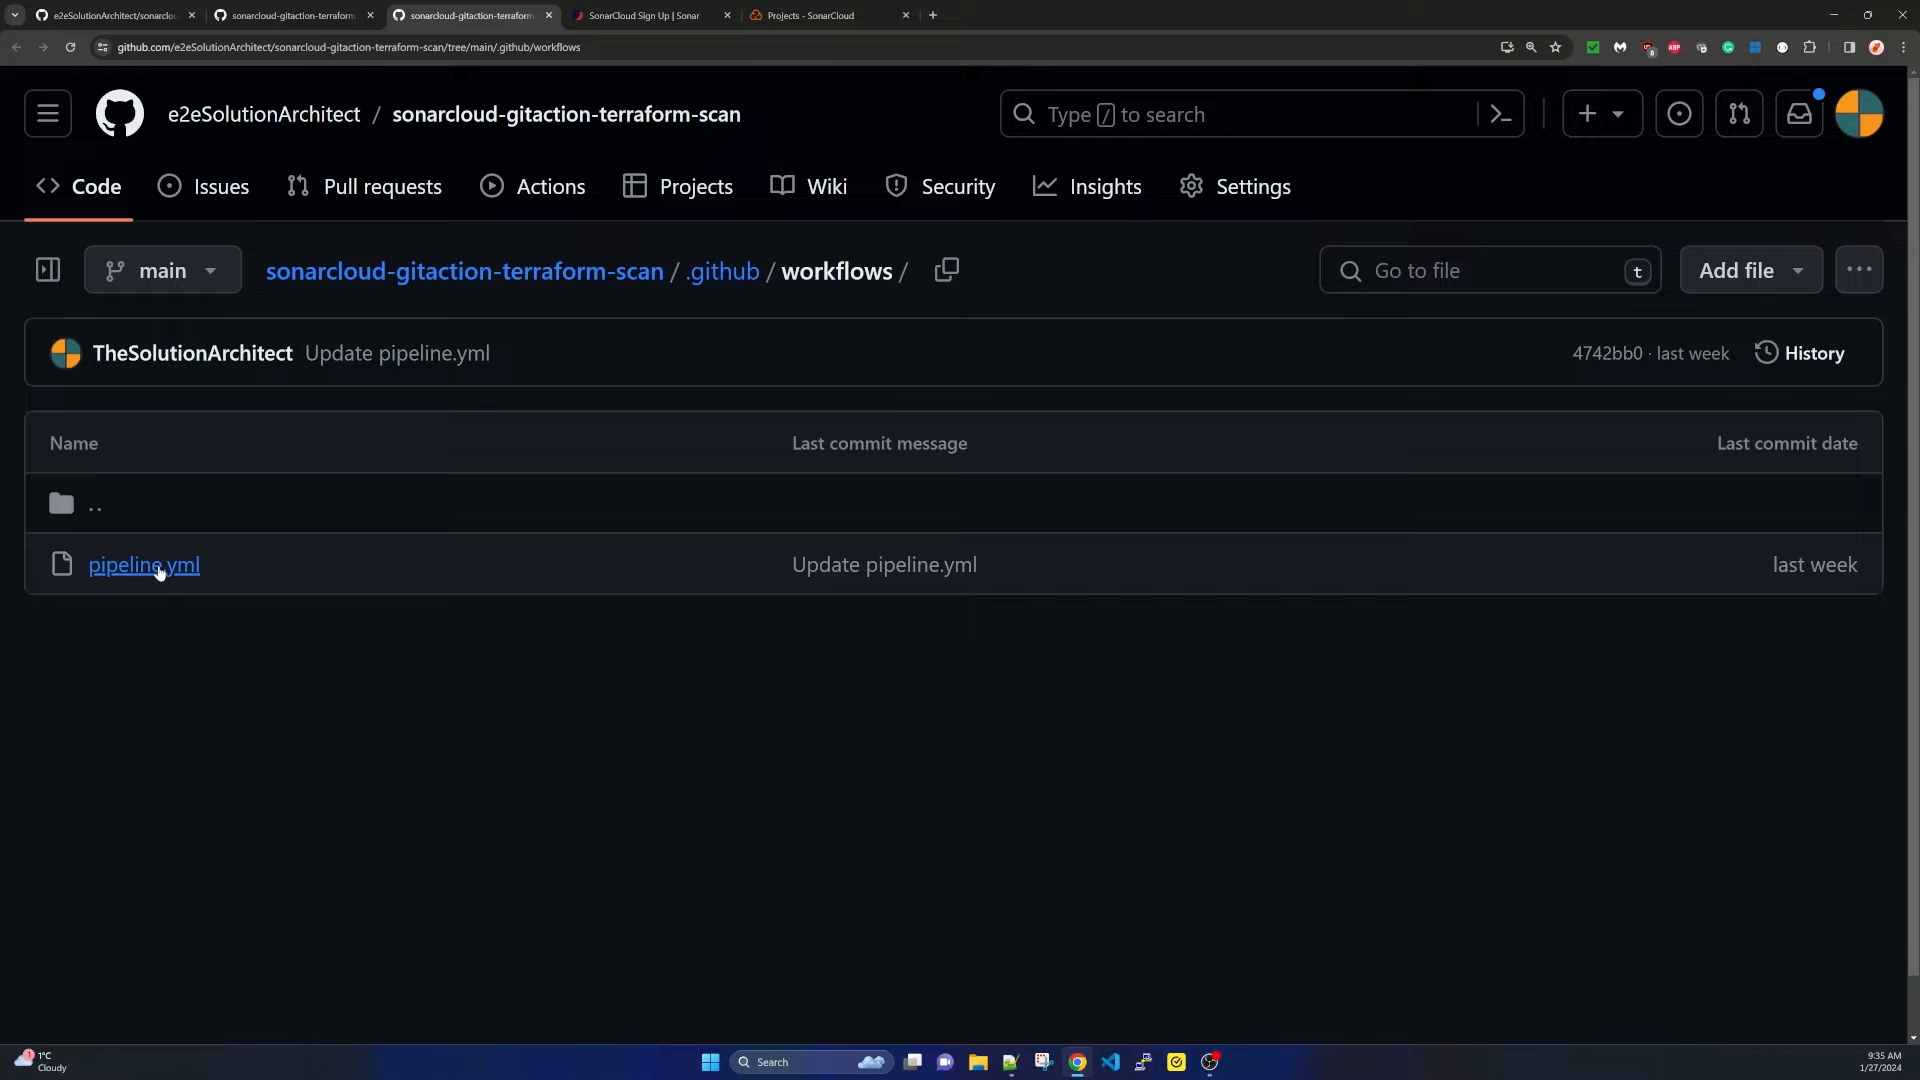 e2eSolutionArchitect/sonarclou
sonarcloud-gitaction-terraform
sonarcloud-gitaction-terraform
SonarCloud Sign Up | Sonar
Projects - SonarCloud
github.com/e2eSolutionArchitect/sonarcloud-gitaction-terraform-scan/tree/main/.github/workflows
8
ABP
e2eSolutionArchitect / sonarcloud-gitaction-terraform-scan
Type / to search
Code
Issues
Pull requests
Actions
Projects
Wiki
Security
Insights
Settings
main
sonarcloud-gitaction-terraform-scan / .github / workflows /
Go to file
t
Add file
TheSolutionArchitect Update pipeline.yml
4742bb0 · last week
History
Name
Last commit message
Last commit date
..
pipeline.yml
Update pipeline.yml
last week
1
1°C
Cloudy
Search
9:35 AM
1/27/2024